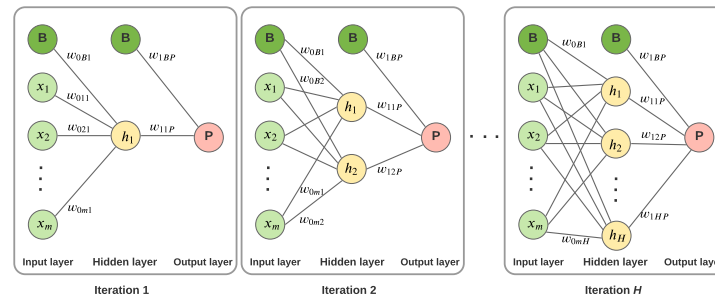 B
B
w0B1
w1BP
x1
w011
x2
w021
h1
w11P
P
xm
w0m1
Input layer Hidden layer Output layer
Iteration 1
B
B
w0B1
w1BP
w0B2
x1
h1
w11P
x2
P
h2
w12P
w0m1
xm
w0m2
Input layer Hidden layer Output layer
Iteration 2
. . .
B
B
w0B1
w1BP
x1
h1
w11P
x2
h2
w12P
P
w1HP
xm
w0mH
hH
Input layer Hidden layer Output layer
Iteration H